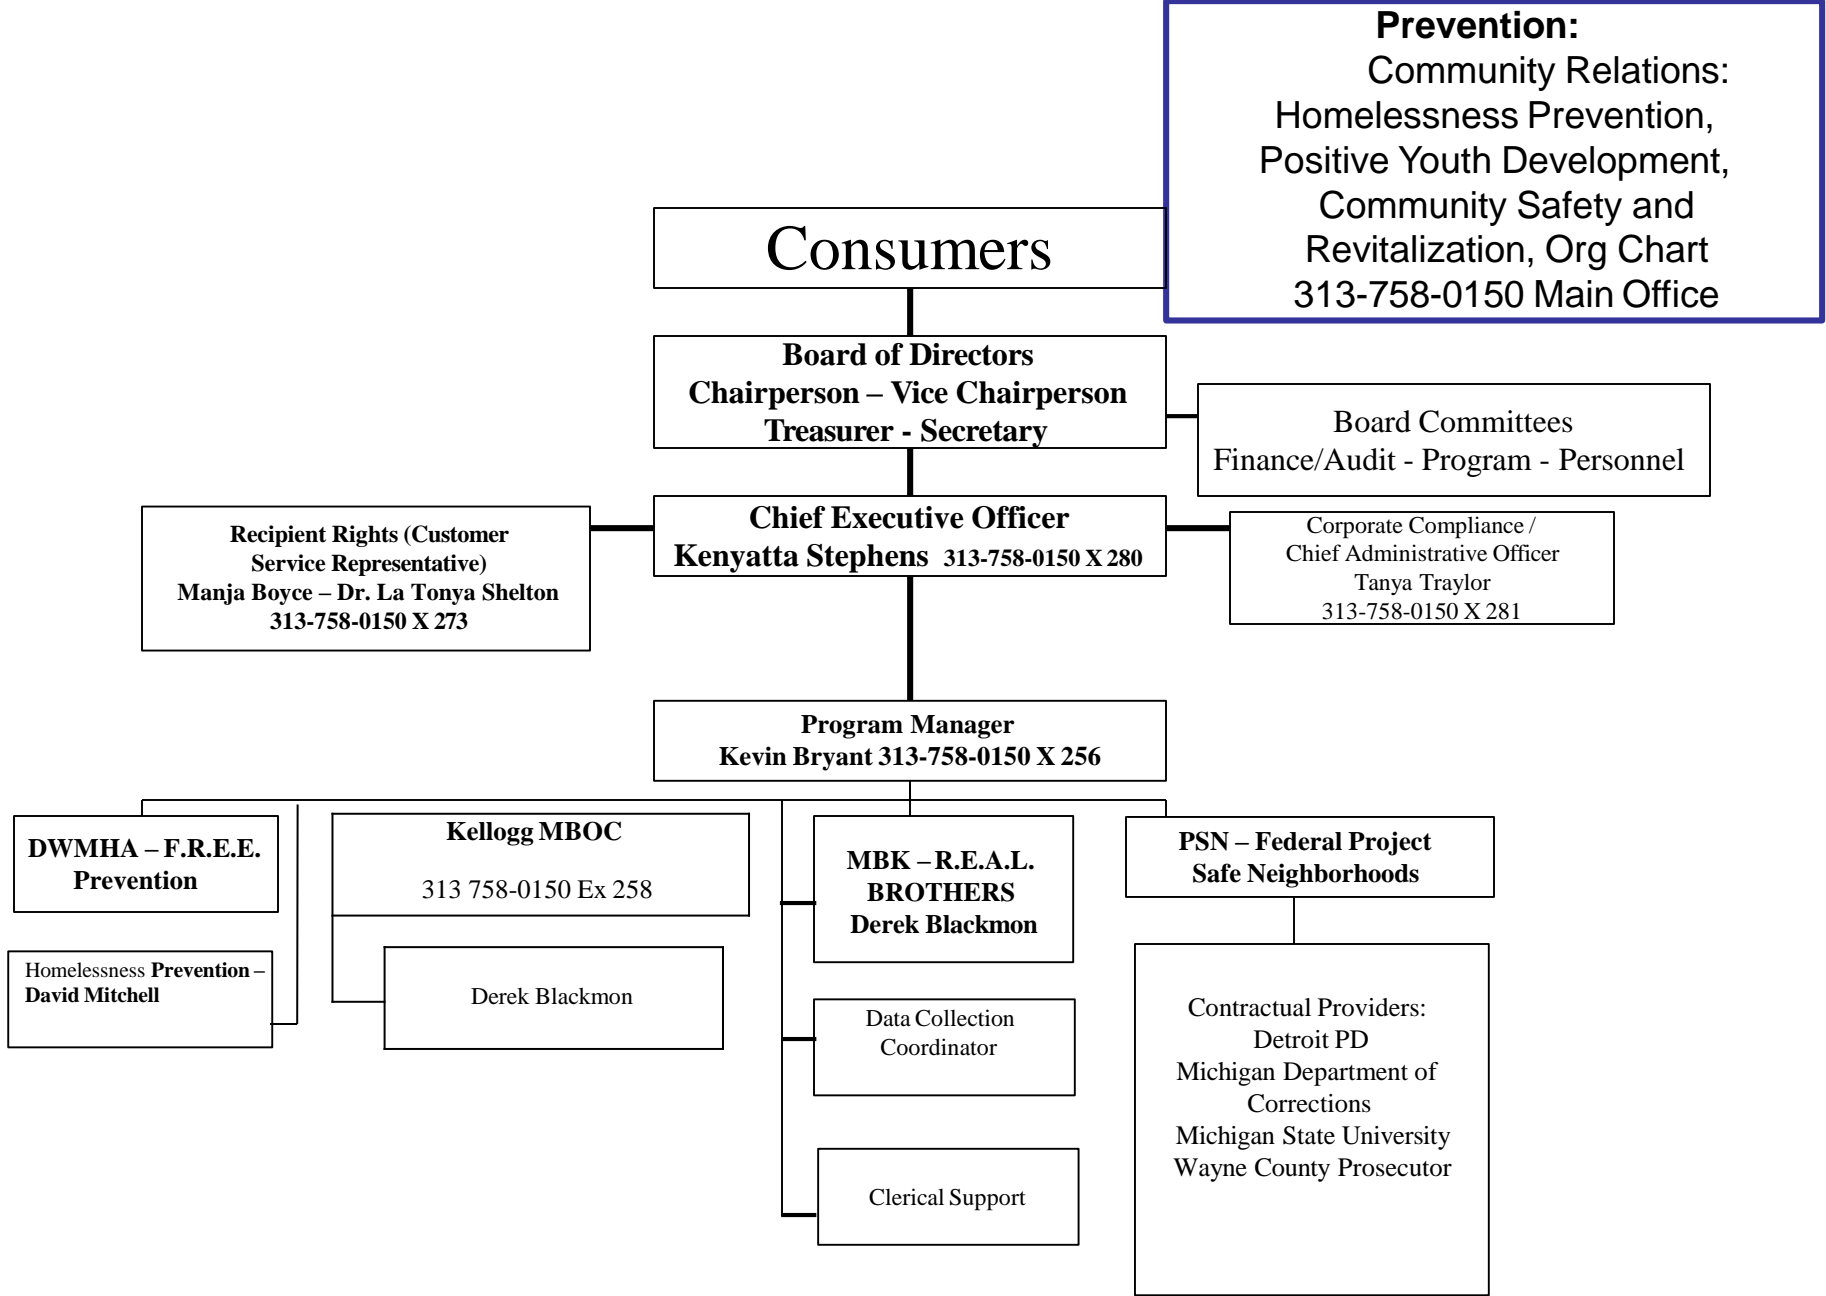 Prevention:
Community Relations:
Homelessness Prevention,
Positive Youth Development,
Community Safety and
Revitalization, Org Chart
313-758-0150 Main Office
Consumers
Board of Directors
Chairperson – Vice Chairperson
Treasurer - Secretary
Board Committees
Finance/Audit - Program - Personnel
Recipient Rights (Customer
Service Representative)
Manja Boyce – Dr. La Tonya Shelton
313-758-0150 X 273
Chief Executive Officer
Kenyatta Stephens 313-758-0150 X 280
Corporate Compliance /
Chief Administrative Officer
Tanya Traylor
313-758-0150 X 281
Program Manager
Kevin Bryant 313-758-0150 X 256
DWMHA – F.R.E.E.
Prevention
Homelessness Prevention –
David Mitchell
Kellogg MBOC
313 758-0150 Ex 258
Derek Blackmon
MBK – R.E.A.L.
BROTHERS
Derek Blackmon
Data Collection
Coordinator
Clerical Support
PSN – Federal Project
Safe Neighborhoods
Contractual Providers:
Detroit PD
Michigan Department of
Corrections
Michigan State University
Wayne County Prosecutor